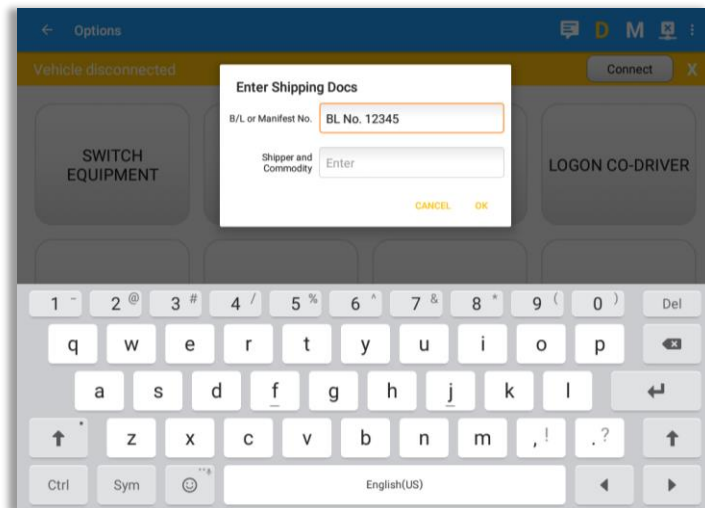 Options
D M
Vehicle disconnected
Connect X
Enter Shipping Docs
B/L or Manifest No. BL No. 12345
Shipper and Commodity Enter
CANCEL OK
SWITCH
EQUIPMENT
LOGON CO-DRIVER
1 - 2 @ 3 # 4 / 5 % 6 ^ 7 & 8 * 9 ( 0 ) Del
q w e r t y u i o p
a s d f g h j k l
z x c v b n m , ! . ?
Ctrl Sym English(US)